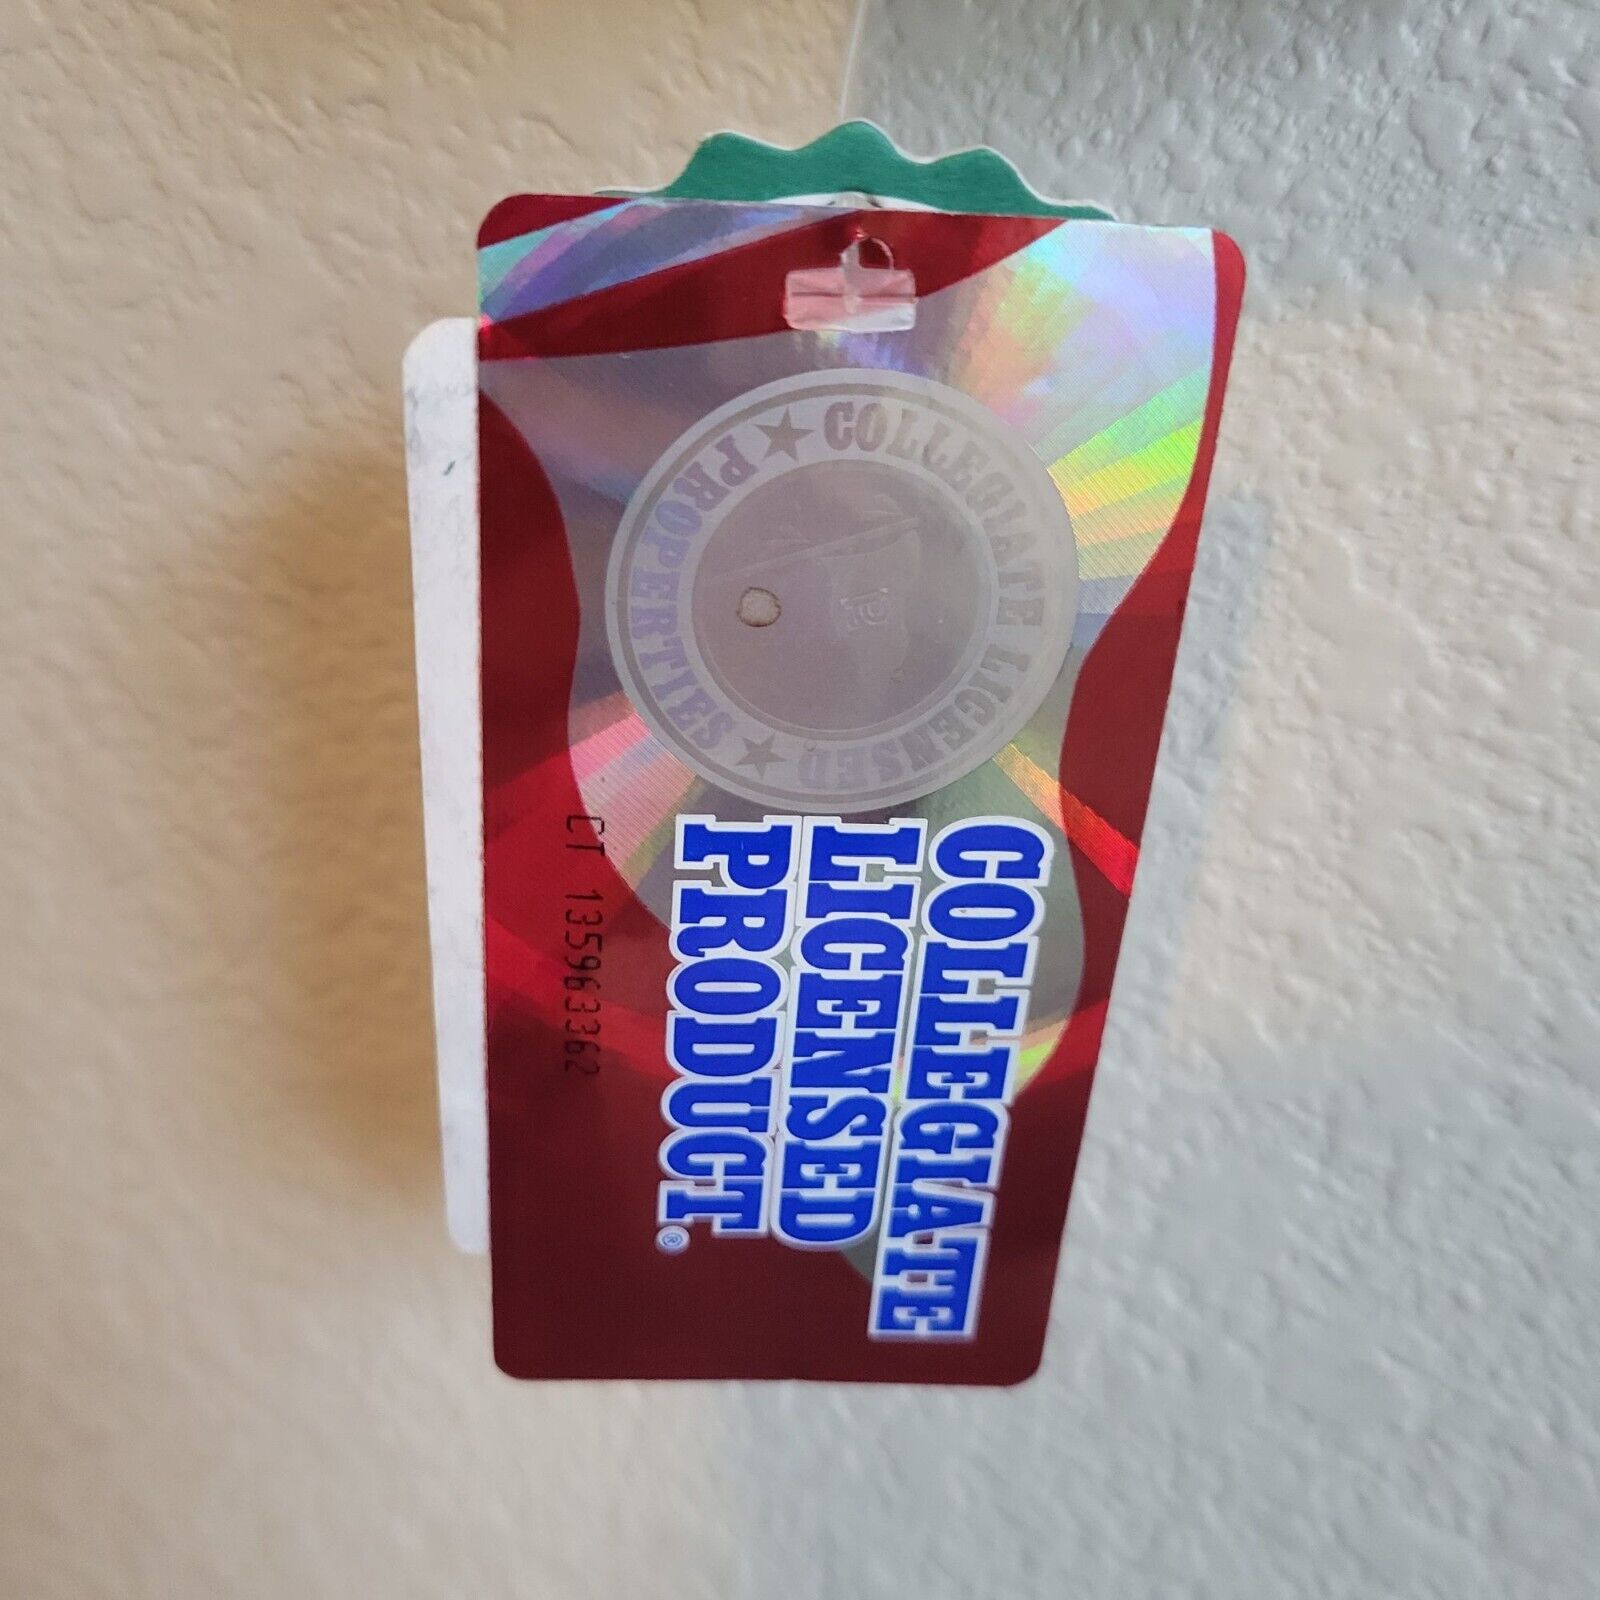 COLLEGIATE LICENSED
PROPERTIES
COLLEGIATE
LICENSED
PRODUCT®
CT 135963362